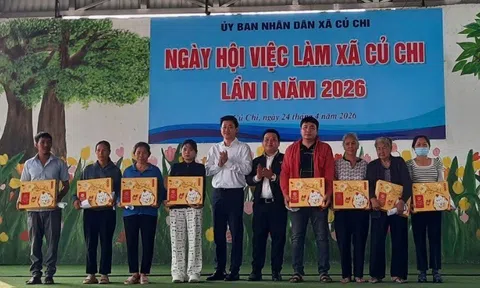 ỦY BAN NHÂN DÂN XÃ CỦ CHI
NGÀY HỘI VIỆC LÀM XÃ CỦ CHI
LẦN I NĂM 2026
Củ Chi, ngày 24 tháng 4 năm 2026